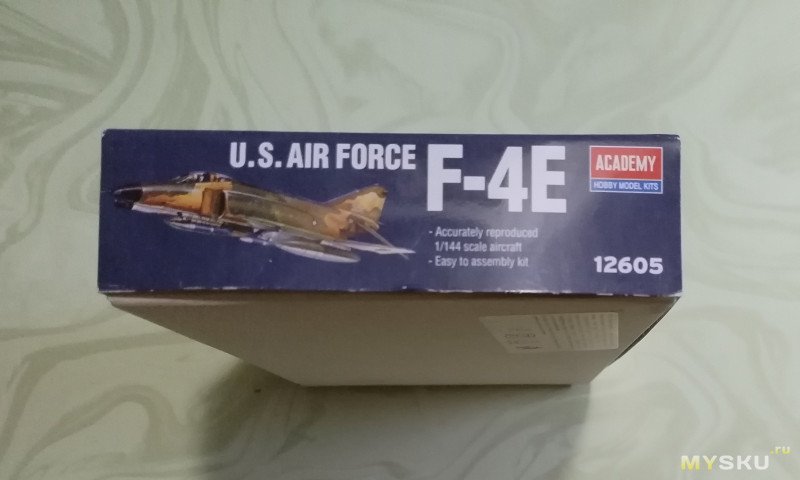 U.S. AIR FORCE F-4E
ACADEMY
HOBBY MODEL KITS
- Accurately reproduced
1/144 scale aircraft
- Easy to assembly kit
12605
MYSKU.ru